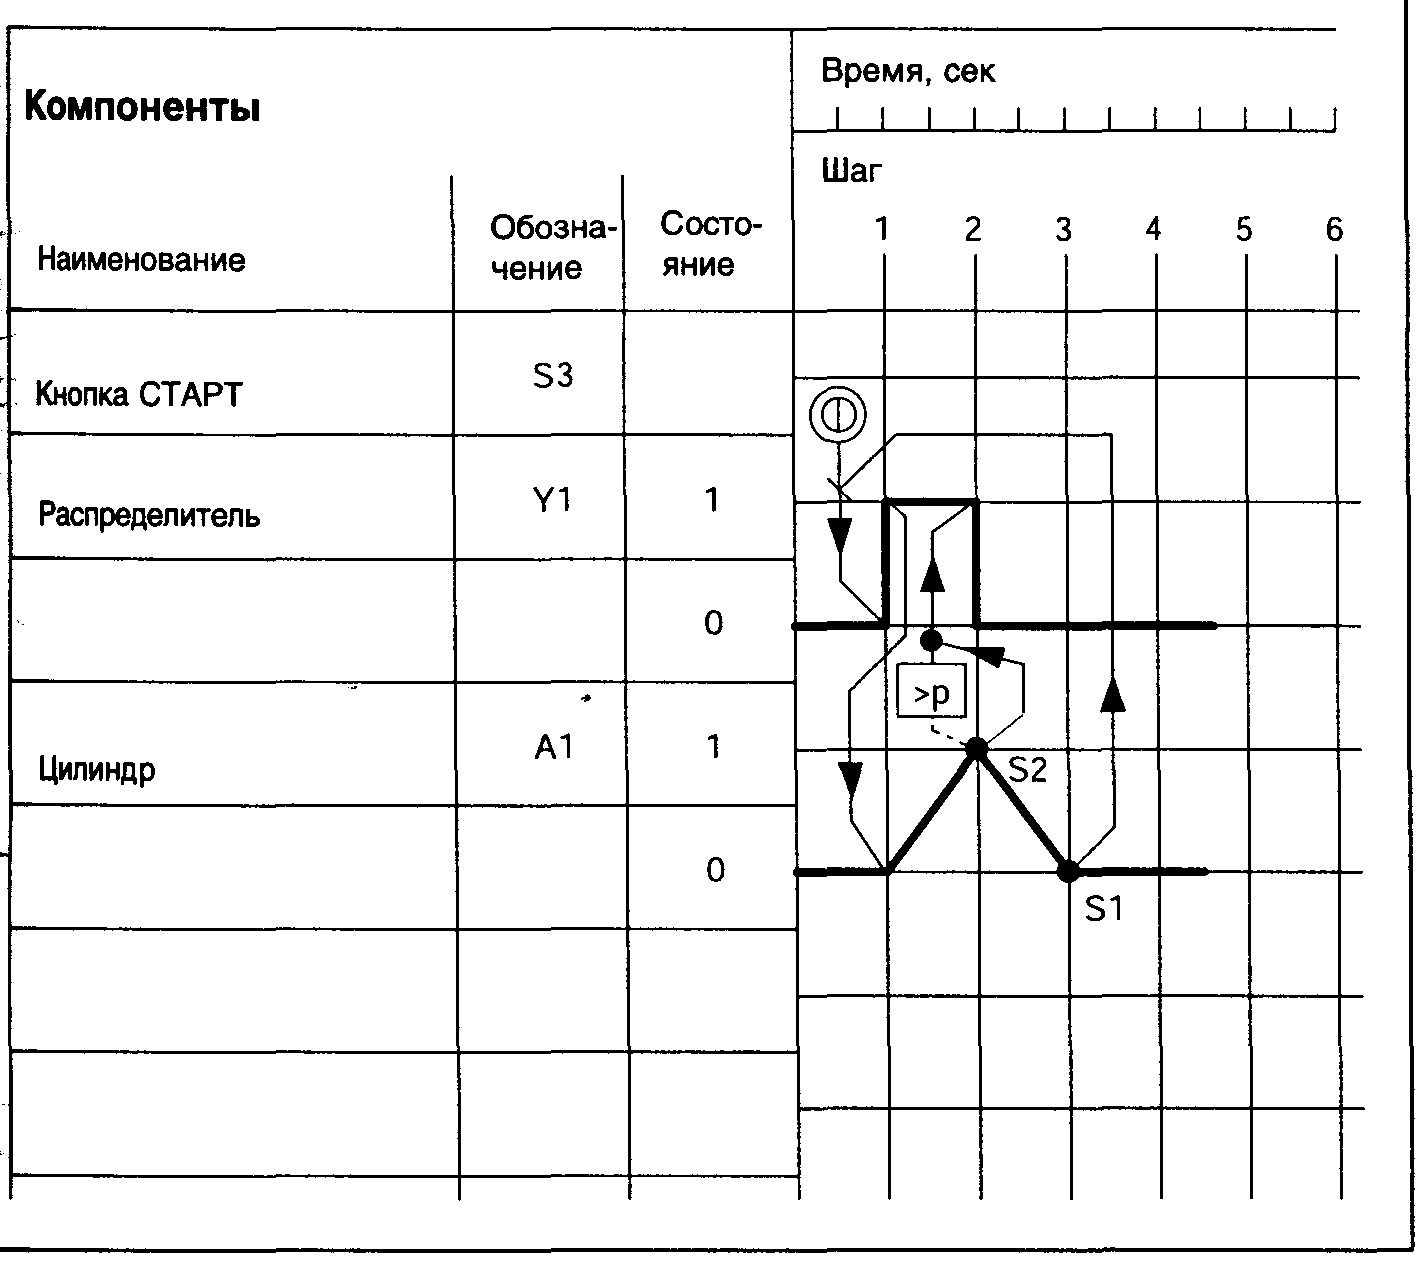 Время, сек
Компоненты
Шаг
Наименование
Обозна-
чение
Состо-
яние
1 2 3 4 5 6
Кнопка СТАРТ
S3
Распределитель
Y1
1
0
>p
Цилиндр
A1
1
S2
0
S1